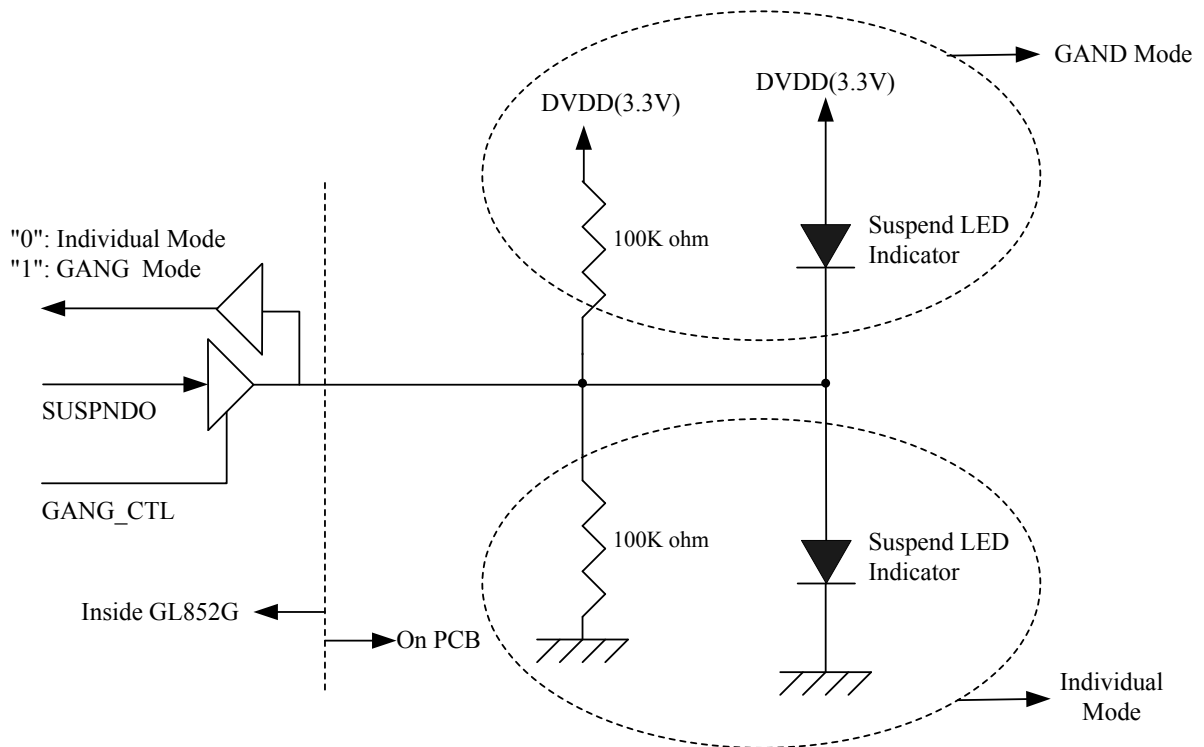 GAND Mode
DVDD(3.3V)
DVDD(3.3V)
"0": Individual Mode
"1": GANG  Mode
100K ohm
Suspend LED
Indicator
SUSPNDO
GANG_CTL
100K ohm
Suspend LED
Indicator
Inside GL852G
On PCB
Individual
Mode